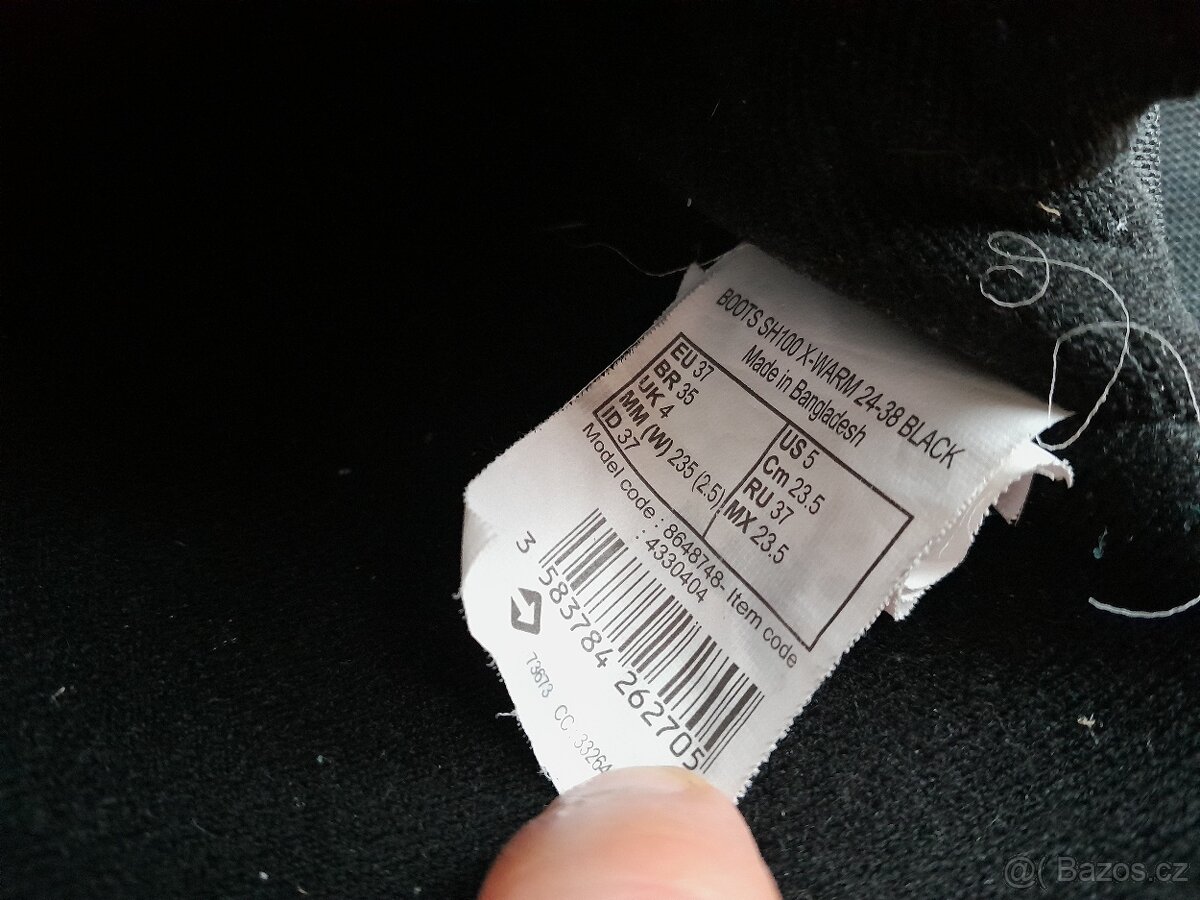 BOOTS SH100 X-WARM 24-38 BLACK
Made in Bangladesh
EU 37
BR 35
UK 4
MM (W) 235 (2.5)
ID 37
US 5
Cm 23.5
RU 37
MX 23.5
Model code : 8648748- Item code
: 4330404
3 583784 262705
73673 CC : 33264
@( Bazos.cz